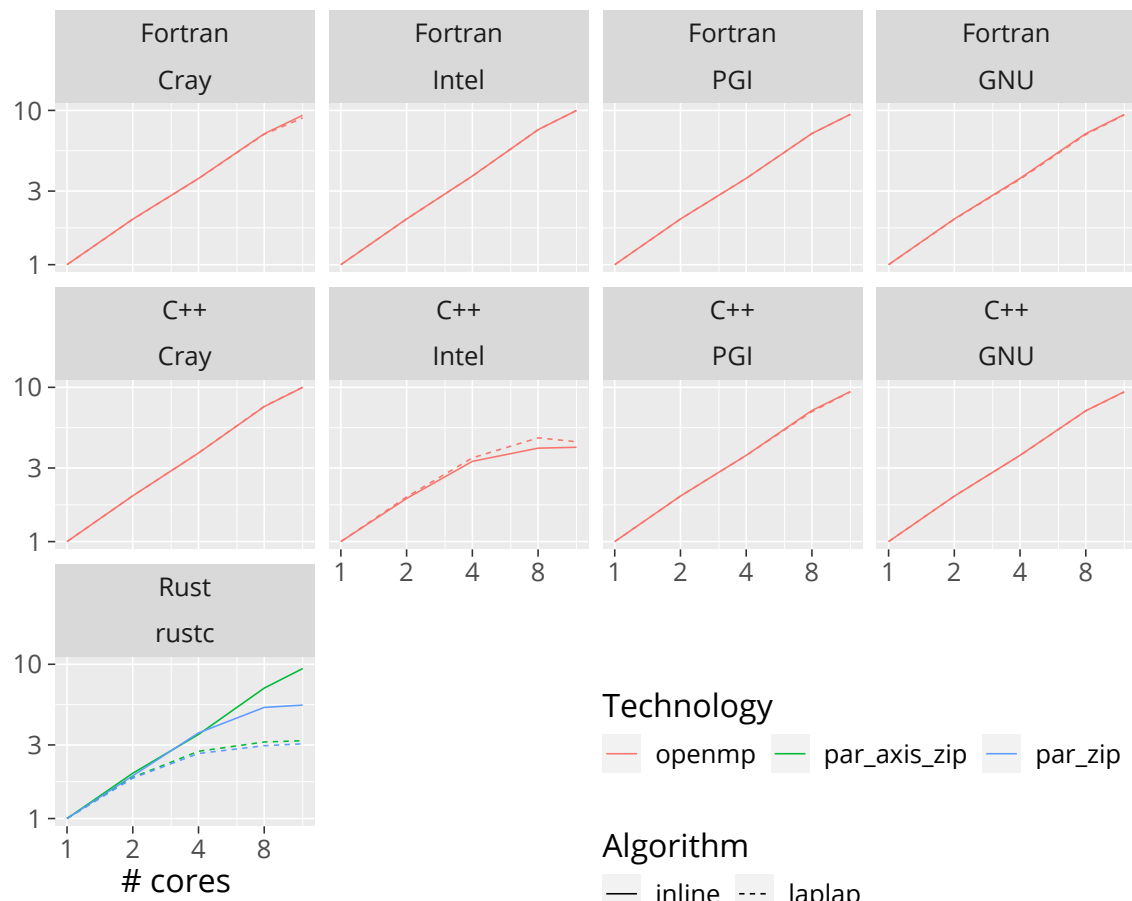 Fortran Fortran Fortran Fortran
Cray Intel PGI GNU
10
3
1
C++ C++ C++ C++
Cray Intel PGI GNU
10
3
1
1 2 4 8 1 2 4 8 1 2 4 8
Rust
rustc
10
3
1
1 2 4 8
# cores
Technology
openmp par_axis_zip par_zip
Algorithm
inline laplap